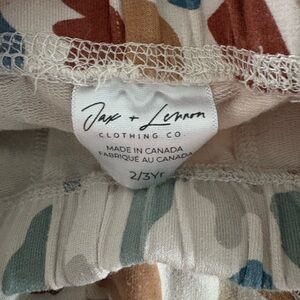 Jax + Lennon
CLOTHING CO.
MADE IN CANADA
FABRIQUÉ AU CANADA
2/3Yr